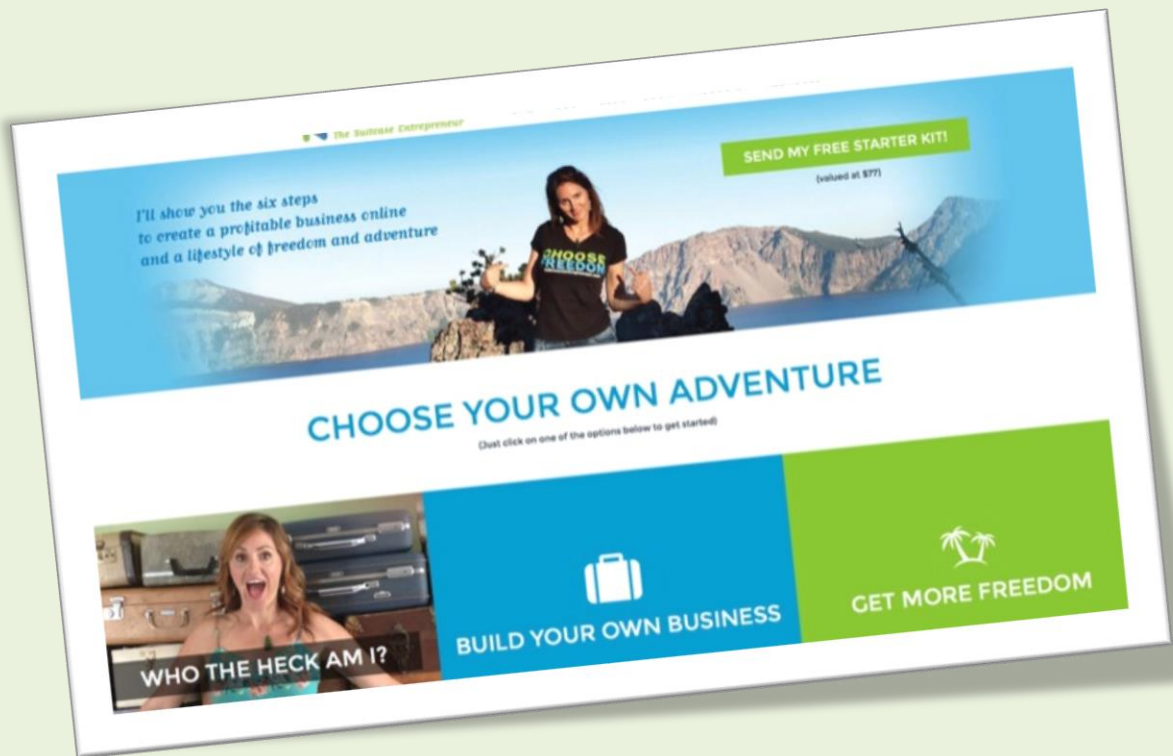 The Suitcase Entrepreneur
SEND MY FREE STARTER KIT!
(valued at $77)
I'll show you the six steps
to create a profitable business online
and a lifestyle of freedom and adventure
CHOOSE
FREEDOM
CHOOSE YOUR OWN ADVENTURE
(Just click on one of the options below to get started)
WHO THE HECK AM I?
BUILD YOUR OWN BUSINESS
GET MORE FREEDOM